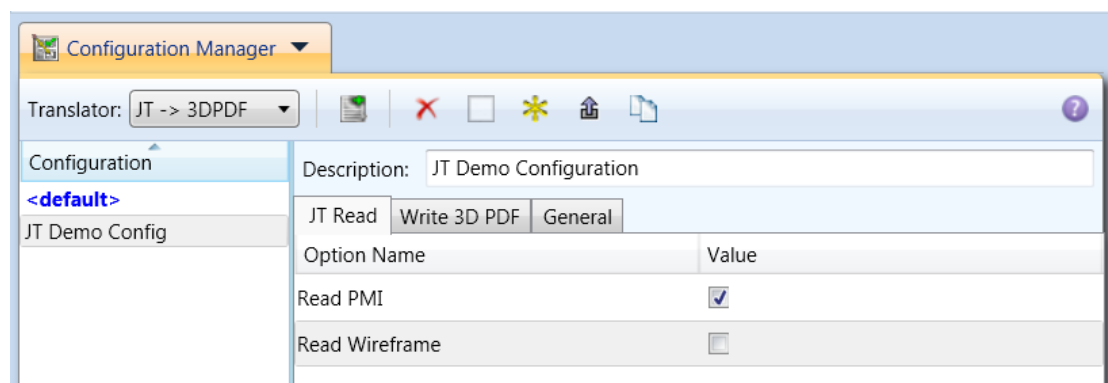 Configuration Manager
Translator: JT -> 3DPDF
?
Configuration
Description: JT Demo Configuration
<default>
JT Demo Config
JT Read Write 3D PDF General
Option Name Value
Read PMI
Read Wireframe